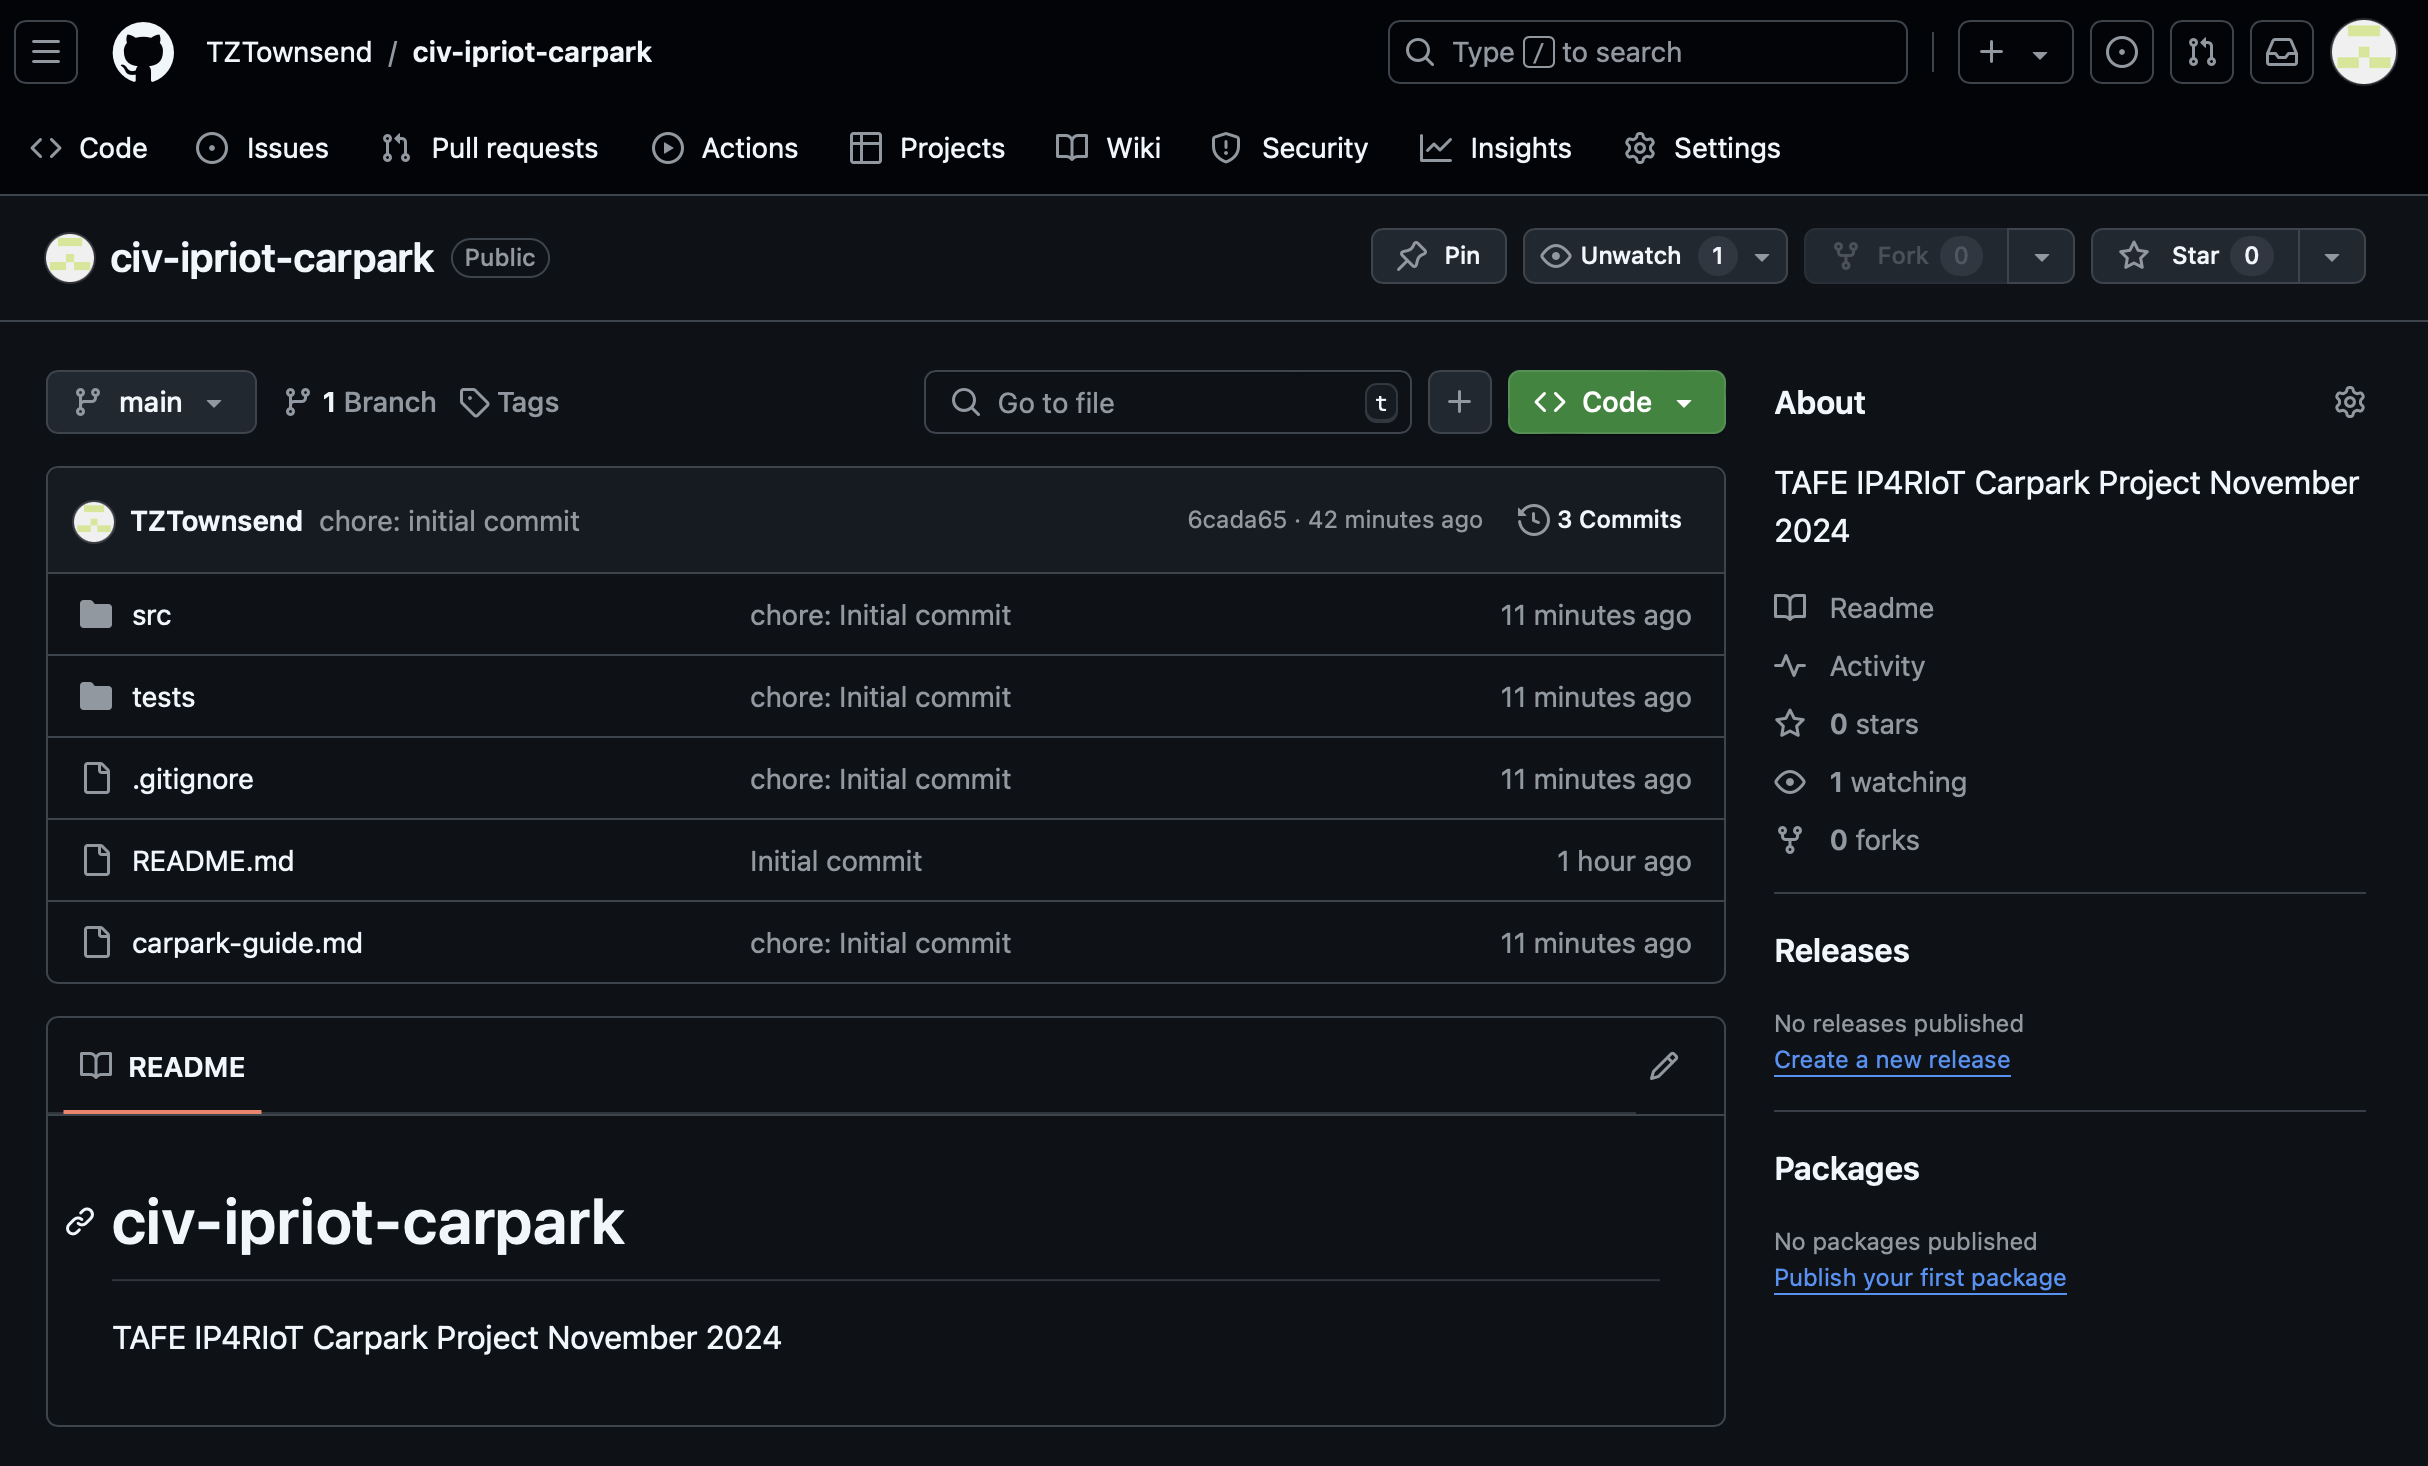 TZTownsend / civ-ipriot-carpark
Type / to search
Code Issues Pull requests Actions Projects Wiki Security Insights Settings
civ-ipriot-carpark Public
Pin Unwatch 1 Fork 0 Star 0
main 1 Branch Tags
Go to file t
Code
TZTownsend chore: initial commit 6cada65 · 42 minutes ago 3 Commits
src chore: Initial commit 11 minutes ago
tests chore: Initial commit 11 minutes ago
.gitignore chore: Initial commit 11 minutes ago
README.md Initial commit 1 hour ago
carpark-guide.md chore: Initial commit 11 minutes ago
README
civ-ipriot-carpark
TAFE IP4RIoT Carpark Project November 2024
About
TAFE IP4RIoT Carpark Project November
2024
Readme
Activity
0 stars
1 watching
0 forks
Releases
No releases published
Create a new release
Packages
No packages published
Publish your first package